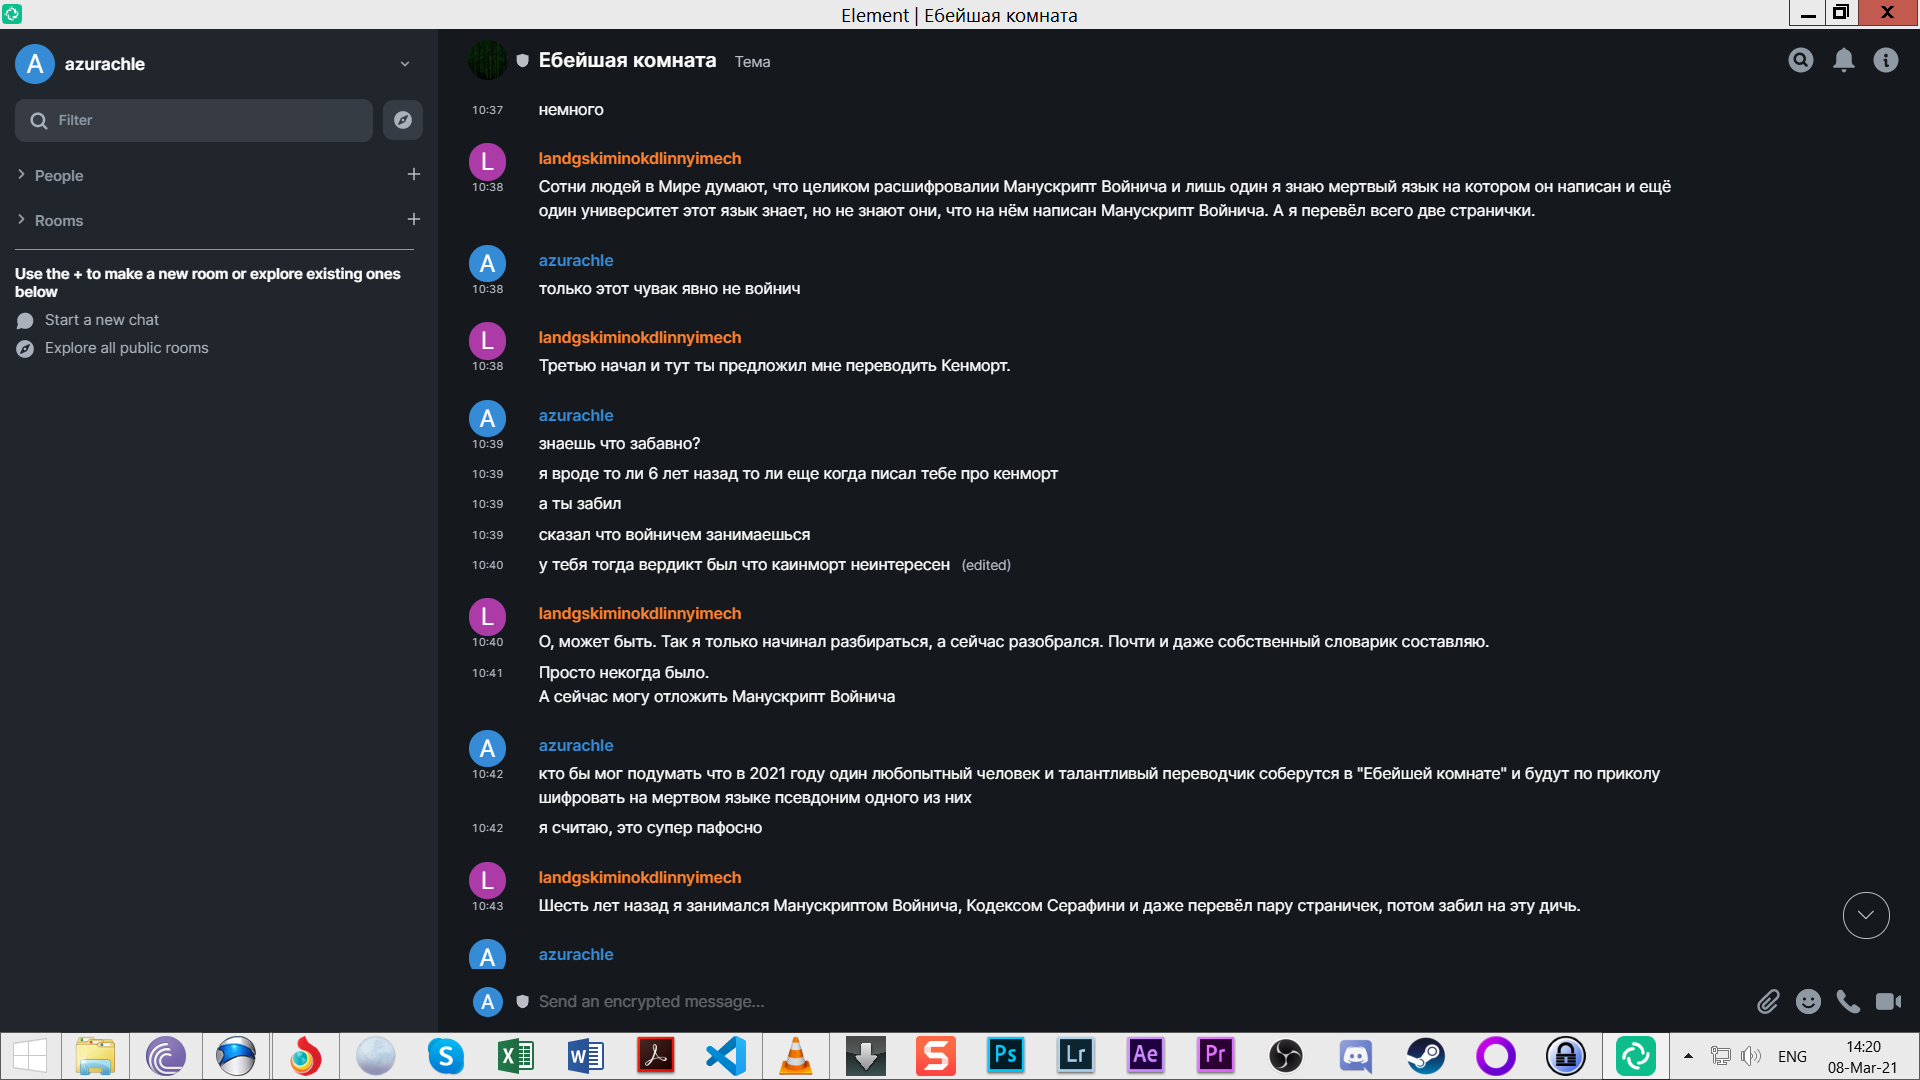 Element | Ебейшая комната
A
azurachle
Filter
People
Rooms
Use the + to make a new room or explore existing ones
below
Start a new chat
Explore all public rooms
Ебейшая комната Тема
10:37 немного
L
landgskiminokdlinnyimech
10:38 Сотни людей в Мире думают, что целиком расшифровалии Манускрипт Войнича и лишь один я знаю мертвый язык на котором он написан и ещё
один университет этот язык знает, но не знают они, что на нём написан Манускрипт Войнича. А я перевёл всего две странички.
A
azurachle
10:38 только этот чувак явно не войнич
L
landgskiminokdlinnyimech
10:38 Третью начал и тут ты предложил мне переводить Кенморт.
A
azurachle
10:39 знаешь что забавно?
10:39 я вроде то ли 6 лет назад то ли еще когда писал тебе про кенморт
10:39 а ты забил
10:39 сказал что войничем занимаешься
10:40 у тебя тогда вердикт был что каинморт неинтересен (edited)
L
landgskiminokdlinnyimech
10:40 О, может быть. Так я только начинал разбираться, а сейчас разобрался. Почти и даже собственный словарик составляю.
10:41 Просто некогда было.
А сейчас могу отложить Манускрипт Войнича
A
azurachle
10:42 кто бы мог подумать что в 2021 году один любопытный человек и талантливый переводчик соберутся в "Ебейшей комнате" и будут по приколу
шифровать на мертвом языке псевдоним одного из них
10:42 я считаю, это супер пафосно
L
landgskiminokdlinnyimech
10:43 Шесть лет назад я занимался Манускриптом Войнича, Кодексом Серафини и даже перевёл пару страничек, потом забил на эту дичь.
A
azurachle
A
Send an encrypted message...
Ps
Lr
Ae
Pr
ENG
14:20
08-Mar-21